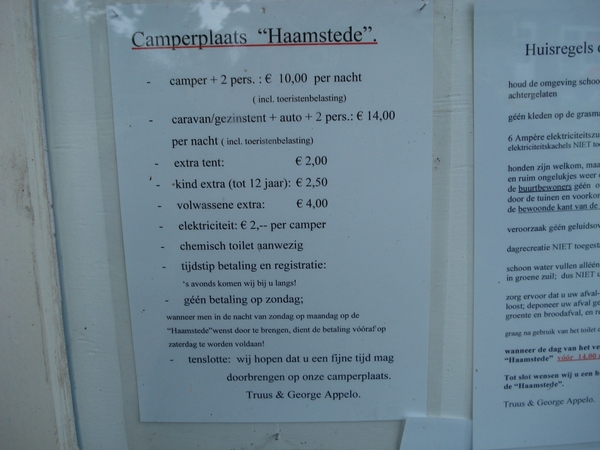 Camperplaats “Haamstede”.
- camper + 2 pers. : € 10,00 per nacht
( incl. toeristenbelasting)
- caravan/gezinstent + auto + 2 pers.: € 14,00
per nacht ( incl. toeristenbelasting)
- extra tent: € 2,00
- kind extra (tot 12 jaar): € 2,50
- volwassene extra: € 4,00
- elektriciteit: € 2,-- per camper
- chemisch toilet aanwezig
- tijdstip betaling en registratie:
‘s avonds komen wij bij u langs!
- géén betaling op zondag;
wanneer men in de nacht van zondag op maandag op de
“Haamstede”wenst door te brengen, dient de betaling vóóraf op
zaterdag te worden voldaan!
- tenslotte: wij hopen dat u een fijne tijd mag
doorbrengen op onze camperplaats.
Truus & George Appelo.
Huisregels
houd de omgeving
achtergelaten
géén kleden op de
6 Ampère
elektriciteitskachels NIET
honden zijn welkom,
en ruim ongelukjes weer
de buurtbewoners géén
door de tuinen en
de bewoonde kant van de
veroorzaak géén
dagrecreatie NIET
schoon water vullen
in groene zuil; dus NIET
zorg ervoor dat u uw
loost; deponeer uw afval
groente en broodafval, en
graag na gebruik van het toilet
wanneer de dag van het
“Haamstede” vóór 14.00
Tot slot wensen wij u een
de “Haamstede”.
Truus & George Appelo.